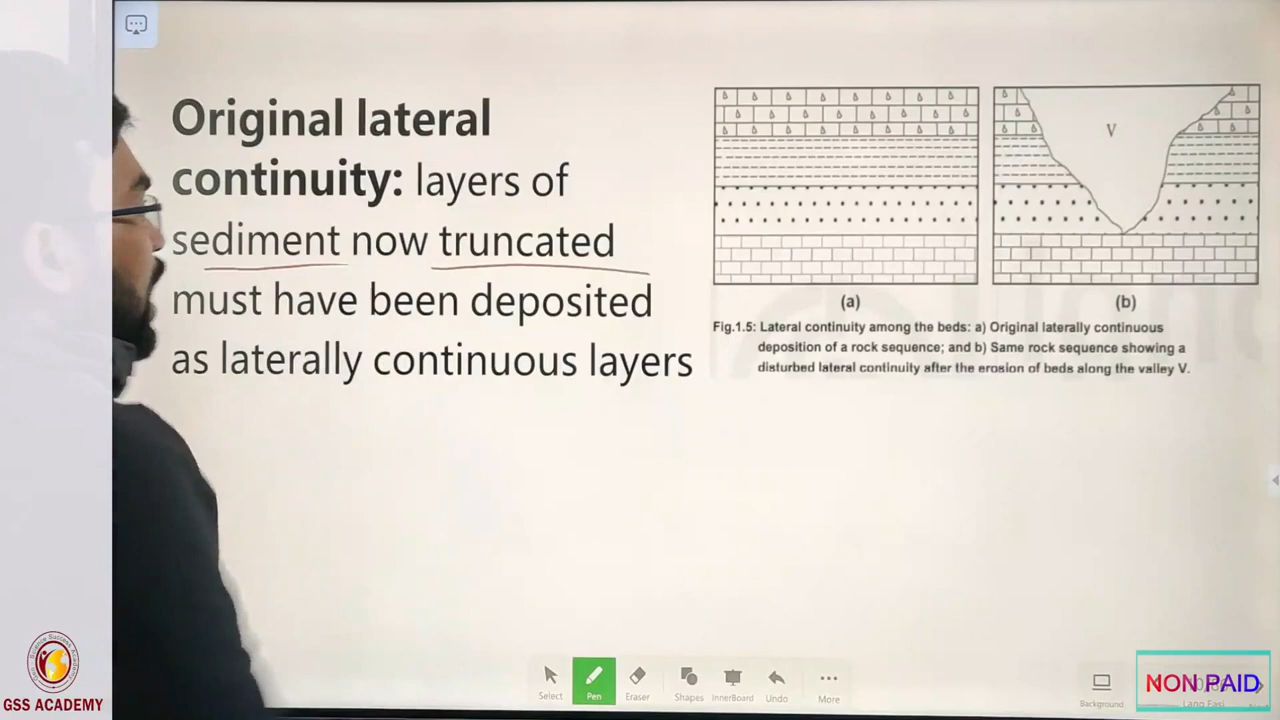 Original lateral
continuity: layers of
sediment now truncated
must have been deposited
as laterally continuous layers
V
(a)
(b)
Fig.1.5: Lateral continuity among the beds: a) Original laterally continuous
deposition of a rock sequence; and b) Same rock sequence showing a
disturbed lateral continuity after the erosion of beds along the valley V.
Select
Pen
Eraser
Shapes
InnerBoard
Undo
More
Background
NON PAID
GSS ACADEMY